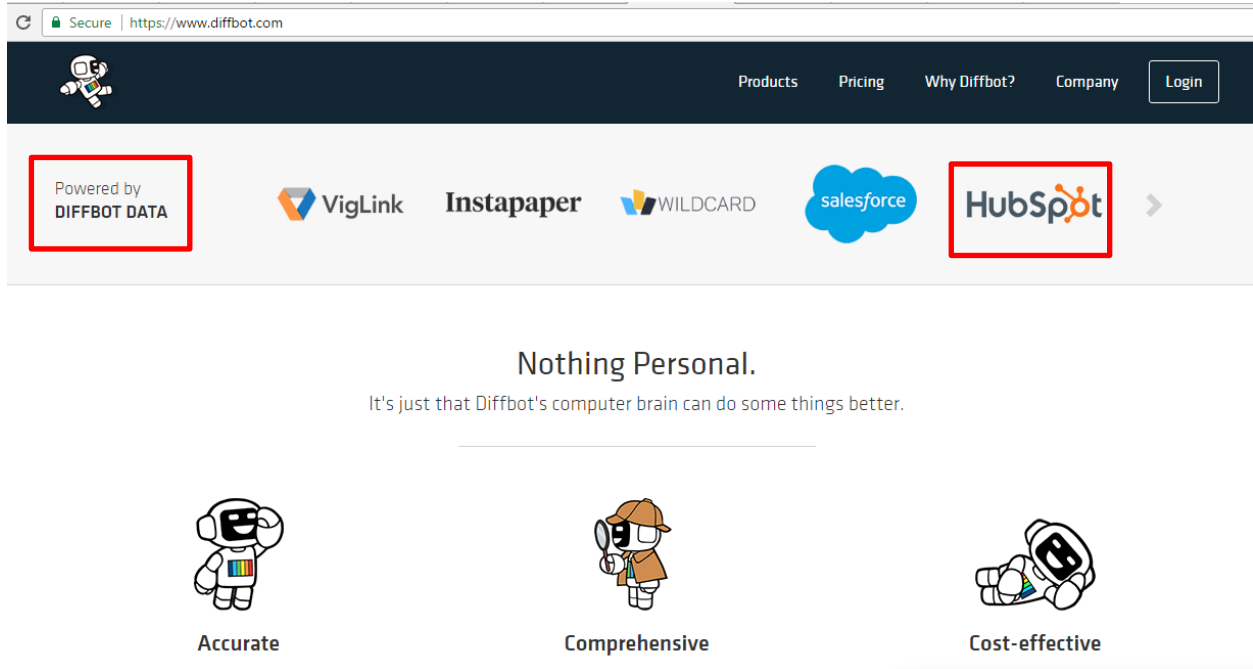 Secure | https://www.diffbot.com
Products Pricing Why Diffbot? Company Login
Powered by
DIFFBOT DATA
VigLink Instapaper WILDCARD salesforce HubSpot
Nothing Personal.
It's just that Diffbot's computer brain can do some things better.
Accurate Comprehensive Cost-effective